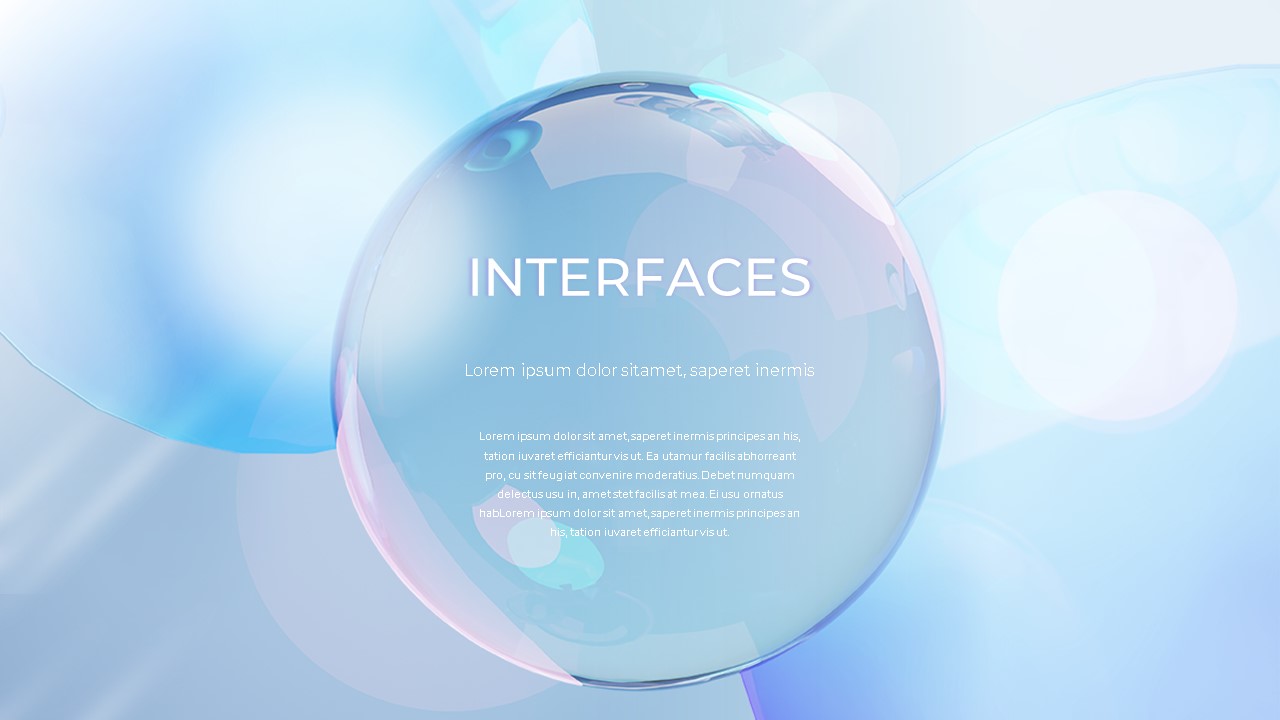 INTERFACES
Lorem ipsum dolor sitamet, saperet inermis
Lorem ipsum dolor sit amet, saperet inermis principes an his,
tation iuvaret efficiantur vis ut. Ea utamur facilis abhorreant
pro, cu sit feugiat convenire moderatius. Debet numquam
delectus usu in, amet stet facilis at mea. Ei usu ornatus
habLorem ipsum dolor sit amet, saperet inermis principes an
his, tation iuvaret efficiantur vis ut.